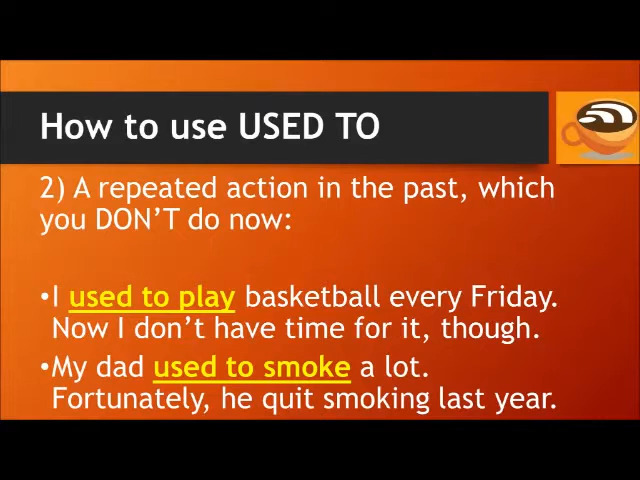 How to use USED TO
2) A repeated action in the past, which
you DON'T do now:
•I used to play basketball every Friday.
Now I don't have time for it, though.
•My dad used to smoke a lot.
Fortunately, he quit smoking last year.